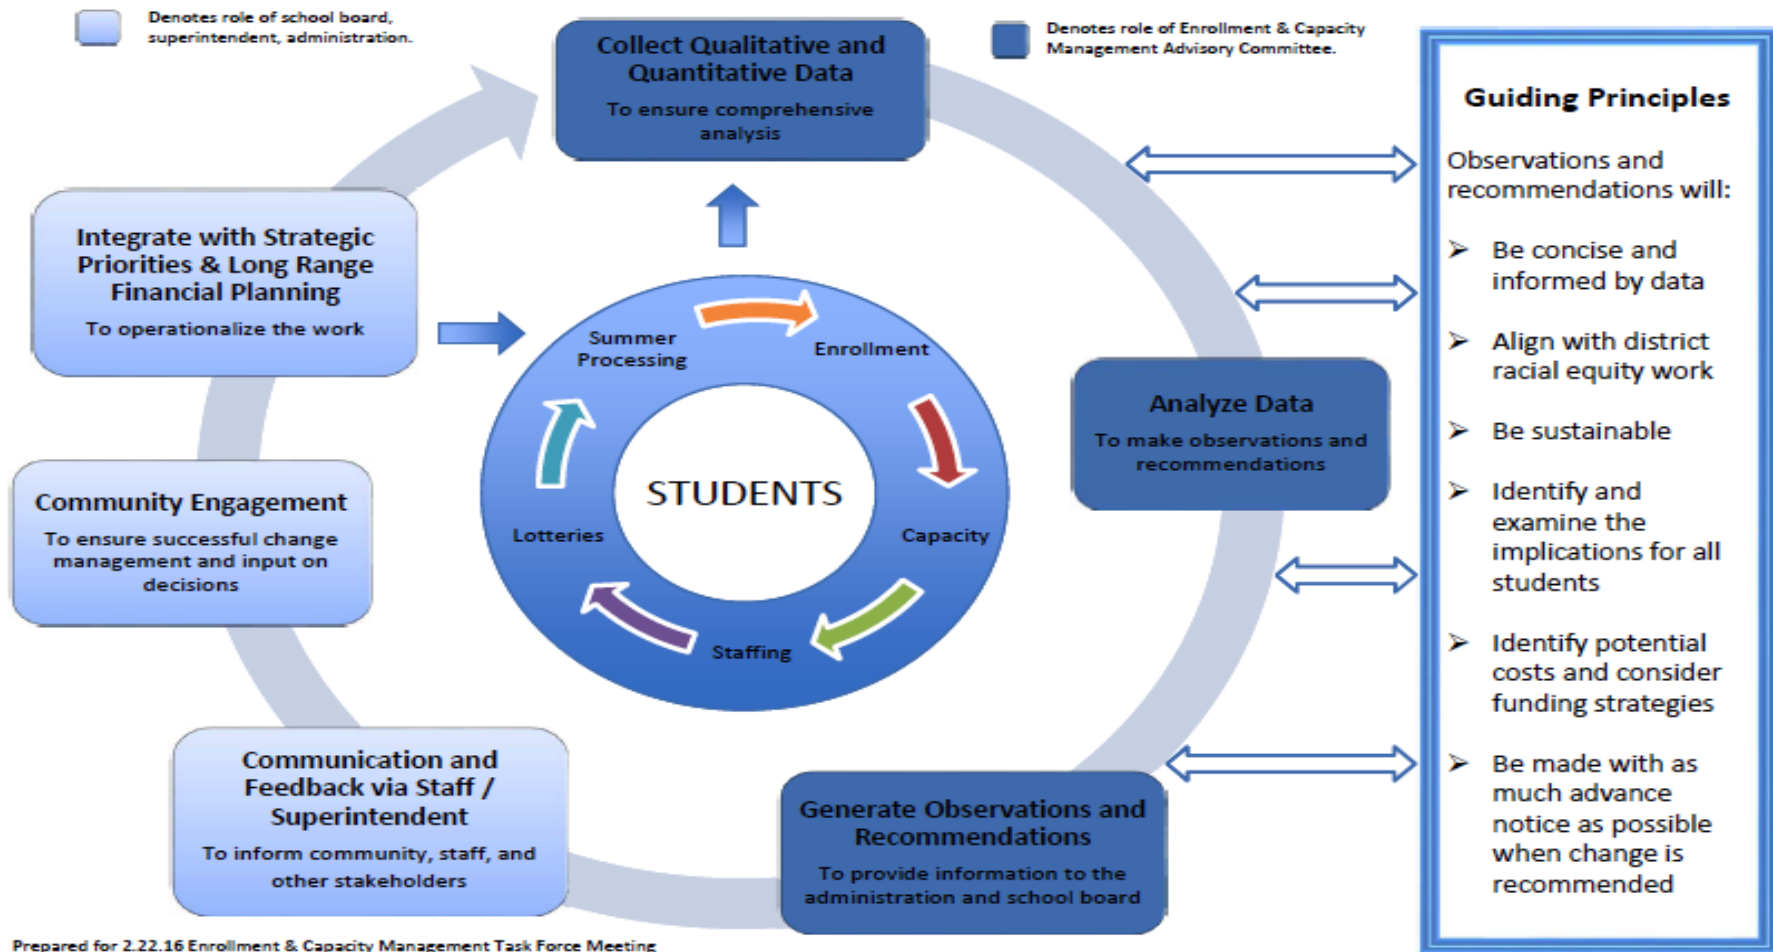 Denotes role of school board,
superintendent, administration.
Collect Qualitative and
Quantitative Data
To ensure comprehensive
analysis
Denotes role of Enrollment & Capacity
Management Advisory Committee.
Guiding Principles
Observations and
recommendations will:
➢ Be concise and
informed by data
➢ Align with district
racial equity work
➢ Be sustainable
➢ Identify and
examine the
implications for all
students
➢ Identify potential
costs and consider
funding strategies
➢ Be made with as
much advance
notice as possible
when change is
recommended
Integrate with Strategic
Priorities & Long Range
Financial Planning
To operationalize the work
Summer
Processing
Enrollment
Analyze Data
To make observations and
recommendations
STUDENTS
Community Engagement
To ensure successful change
management and input on
decisions
Lotteries
Capacity
Staffing
Communication and
Feedback via Staff /
Superintendent
To inform community, staff, and
other stakeholders
Generate Observations and
Recommendations
To provide information to the
administration and school board
Prepared for 2.22.16 Enrollment & Capacity Management Task Force Meeting